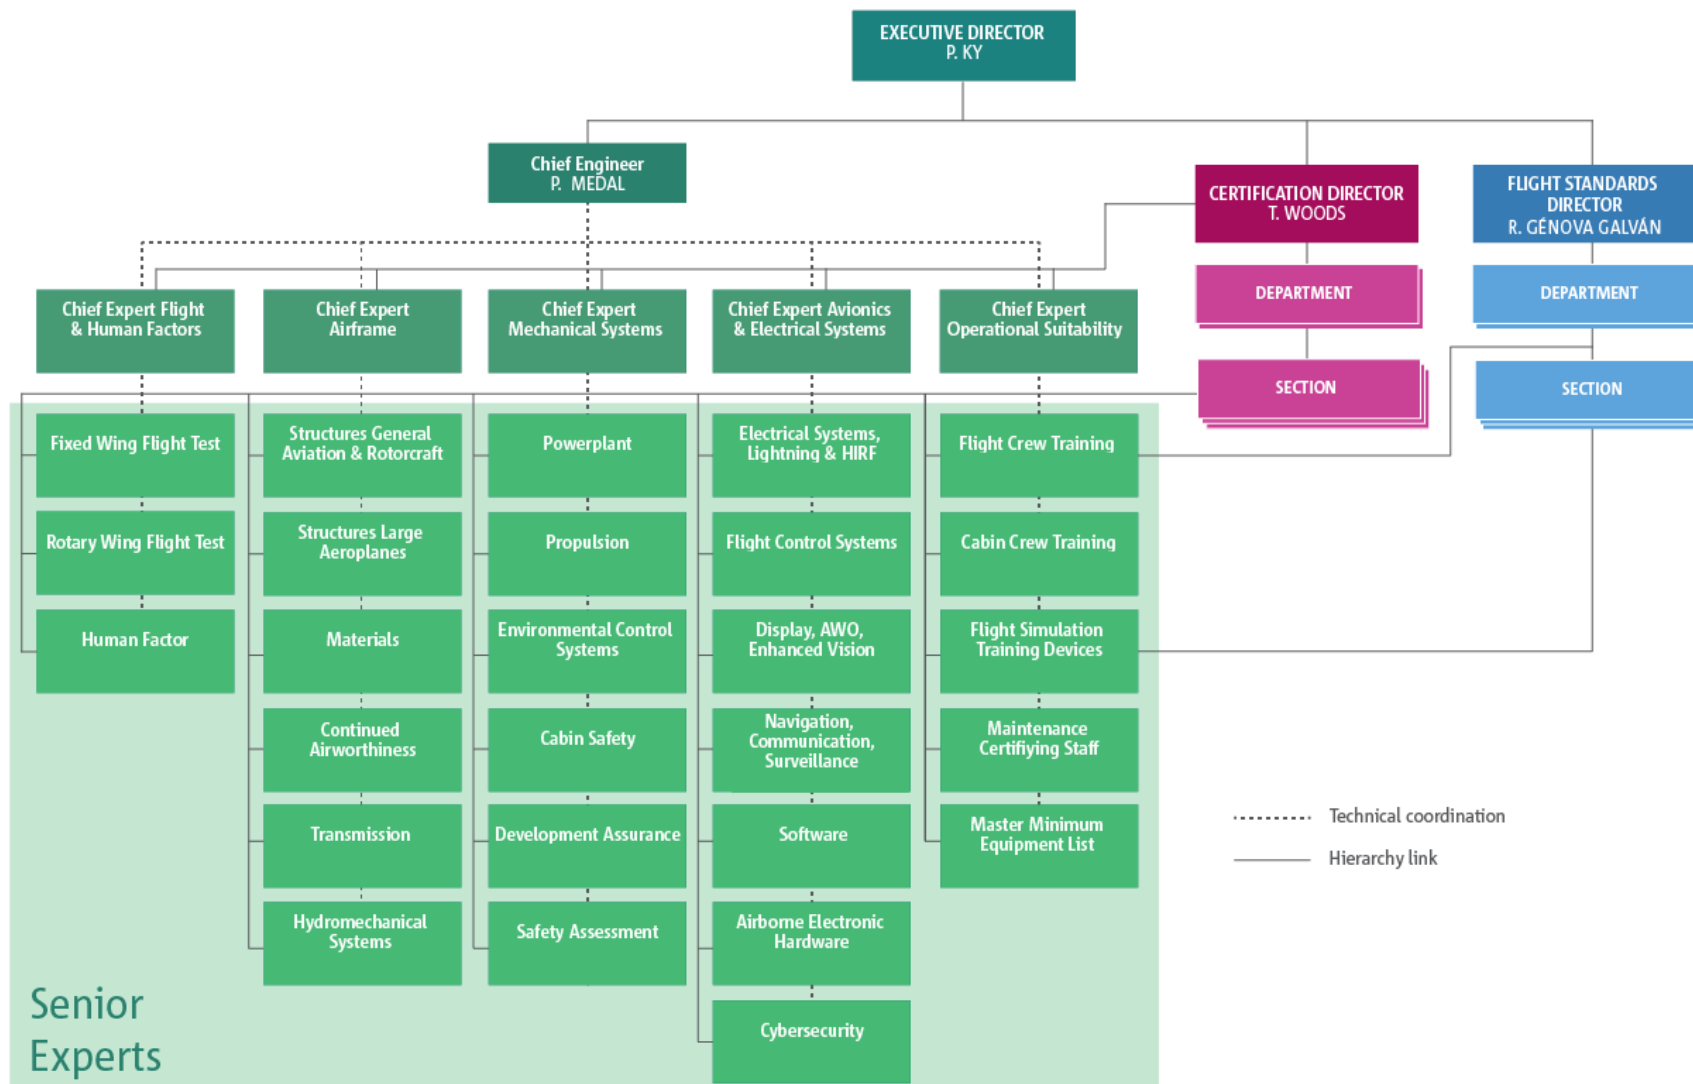 EXECUTIVE DIRECTOR
P. KY
Chief Engineer
P. MEDAL
CERTIFICATION DIRECTOR
T. WOODS
FLIGHT STANDARDS
DIRECTOR
R. GÉNOVA GALVÁN
DEPARTMENT
DEPARTMENT
SECTION
SECTION
Chief Expert Flight
& Human Factors
Chief Expert
Airframe
Chief Expert
Mechanical Systems
Chief Expert Avionics
& Electrical Systems
Chief Expert
Operational Suitability
Fixed Wing Flight Test
Rotary Wing Flight Test
Human Factor
Structures General
Aviation & Rotorcraft
Structures Large
Aeroplanes
Materials
Continued
Airworthiness
Transmission
Hydromechanical
Systems
Powerplant
Propulsion
Environmental Control
Systems
Cabin Safety
Development Assurance
Safety Assessment
Electrical Systems,
Lightning & HIRF
Flight Control Systems
Display, AWO,
Enhanced Vision
Navigation,
Communication,
Surveillance
Software
Airborne Electronic
Hardware
Cybersecurity
Flight Crew Training
Cabin Crew Training
Flight Simulation
Training Devices
Maintenance
Certifiying Staff
Master Minimum
Equipment List
Senior
Experts
Technical coordination
Hierarchy link